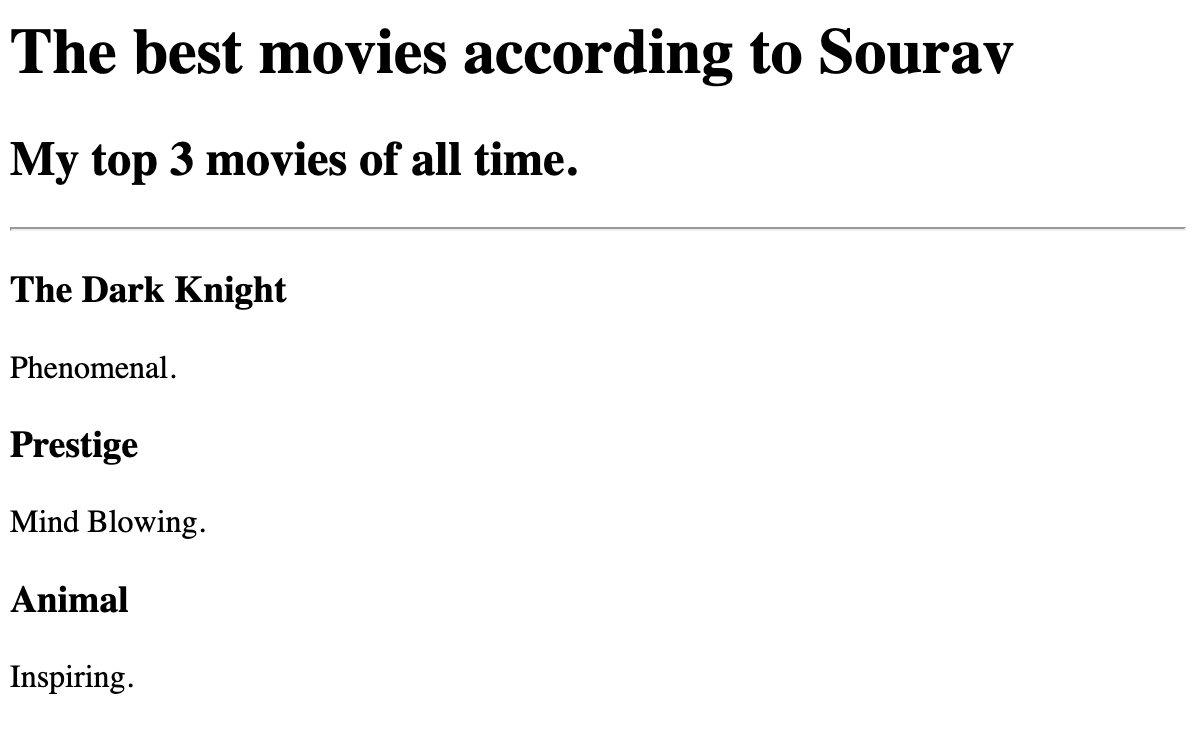 The best movies according to Sourav
My top 3 movies of all time.
The Dark Knight
Phenomenal.
Prestige
Mind Blowing.
Animal
Inspiring.